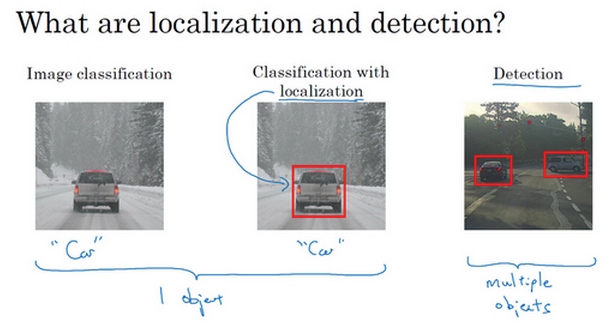 What are localization and detection?
Image classification
Classification with
localization
Detection
"Car"
"Car"
1 object
multiple
objects